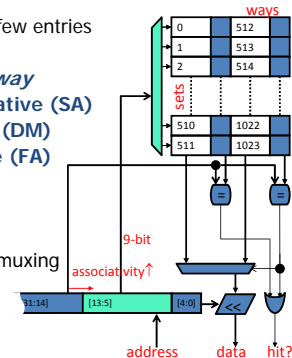 few entries
way
ative (SA)
(DM)
e (FA)
muxing
ways
sets
0 512
1 513
2 514
510 1022
511 1023
= =
9-bit
associativity↑
31:14] [13:5] [4:0]
<<
address data hit?